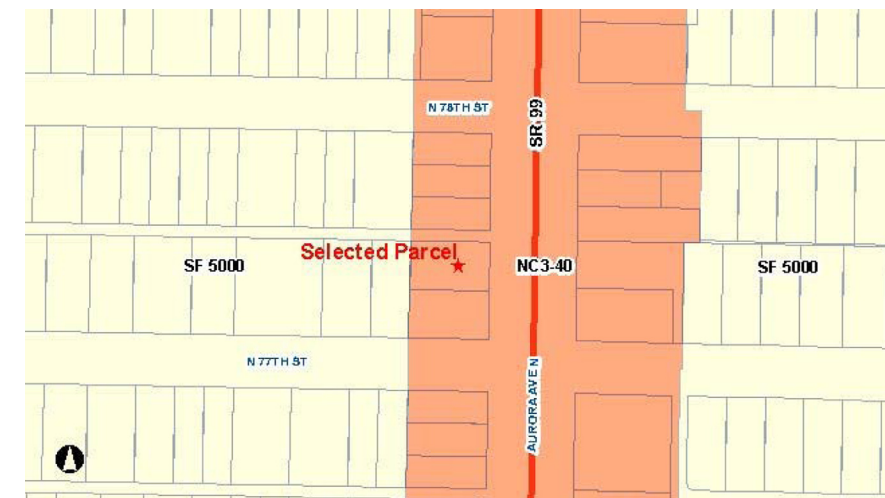 N 78TH ST
SR 99
Selected Parcel
SF 5000
NC3-40
SF 5000
N 77TH ST
AURORA AVE N